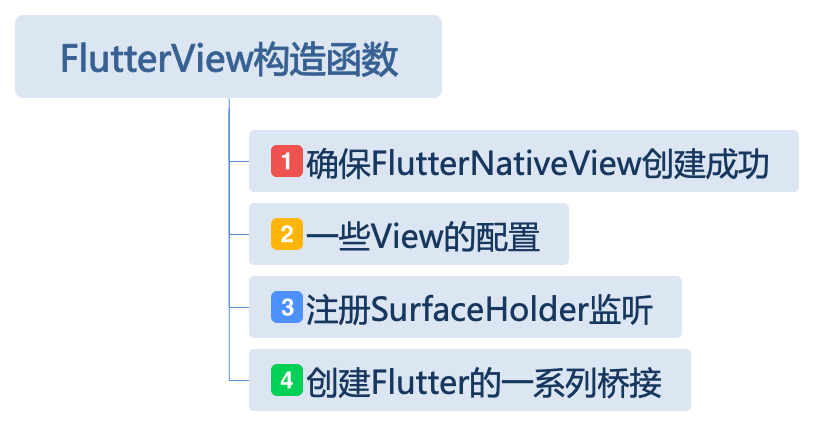 FlutterView构造函数
1 确保FlutterNativeView创建成功
2 一些View的配置
3 注册SurfaceHolder监听
4 创建Flutter的一系列桥接